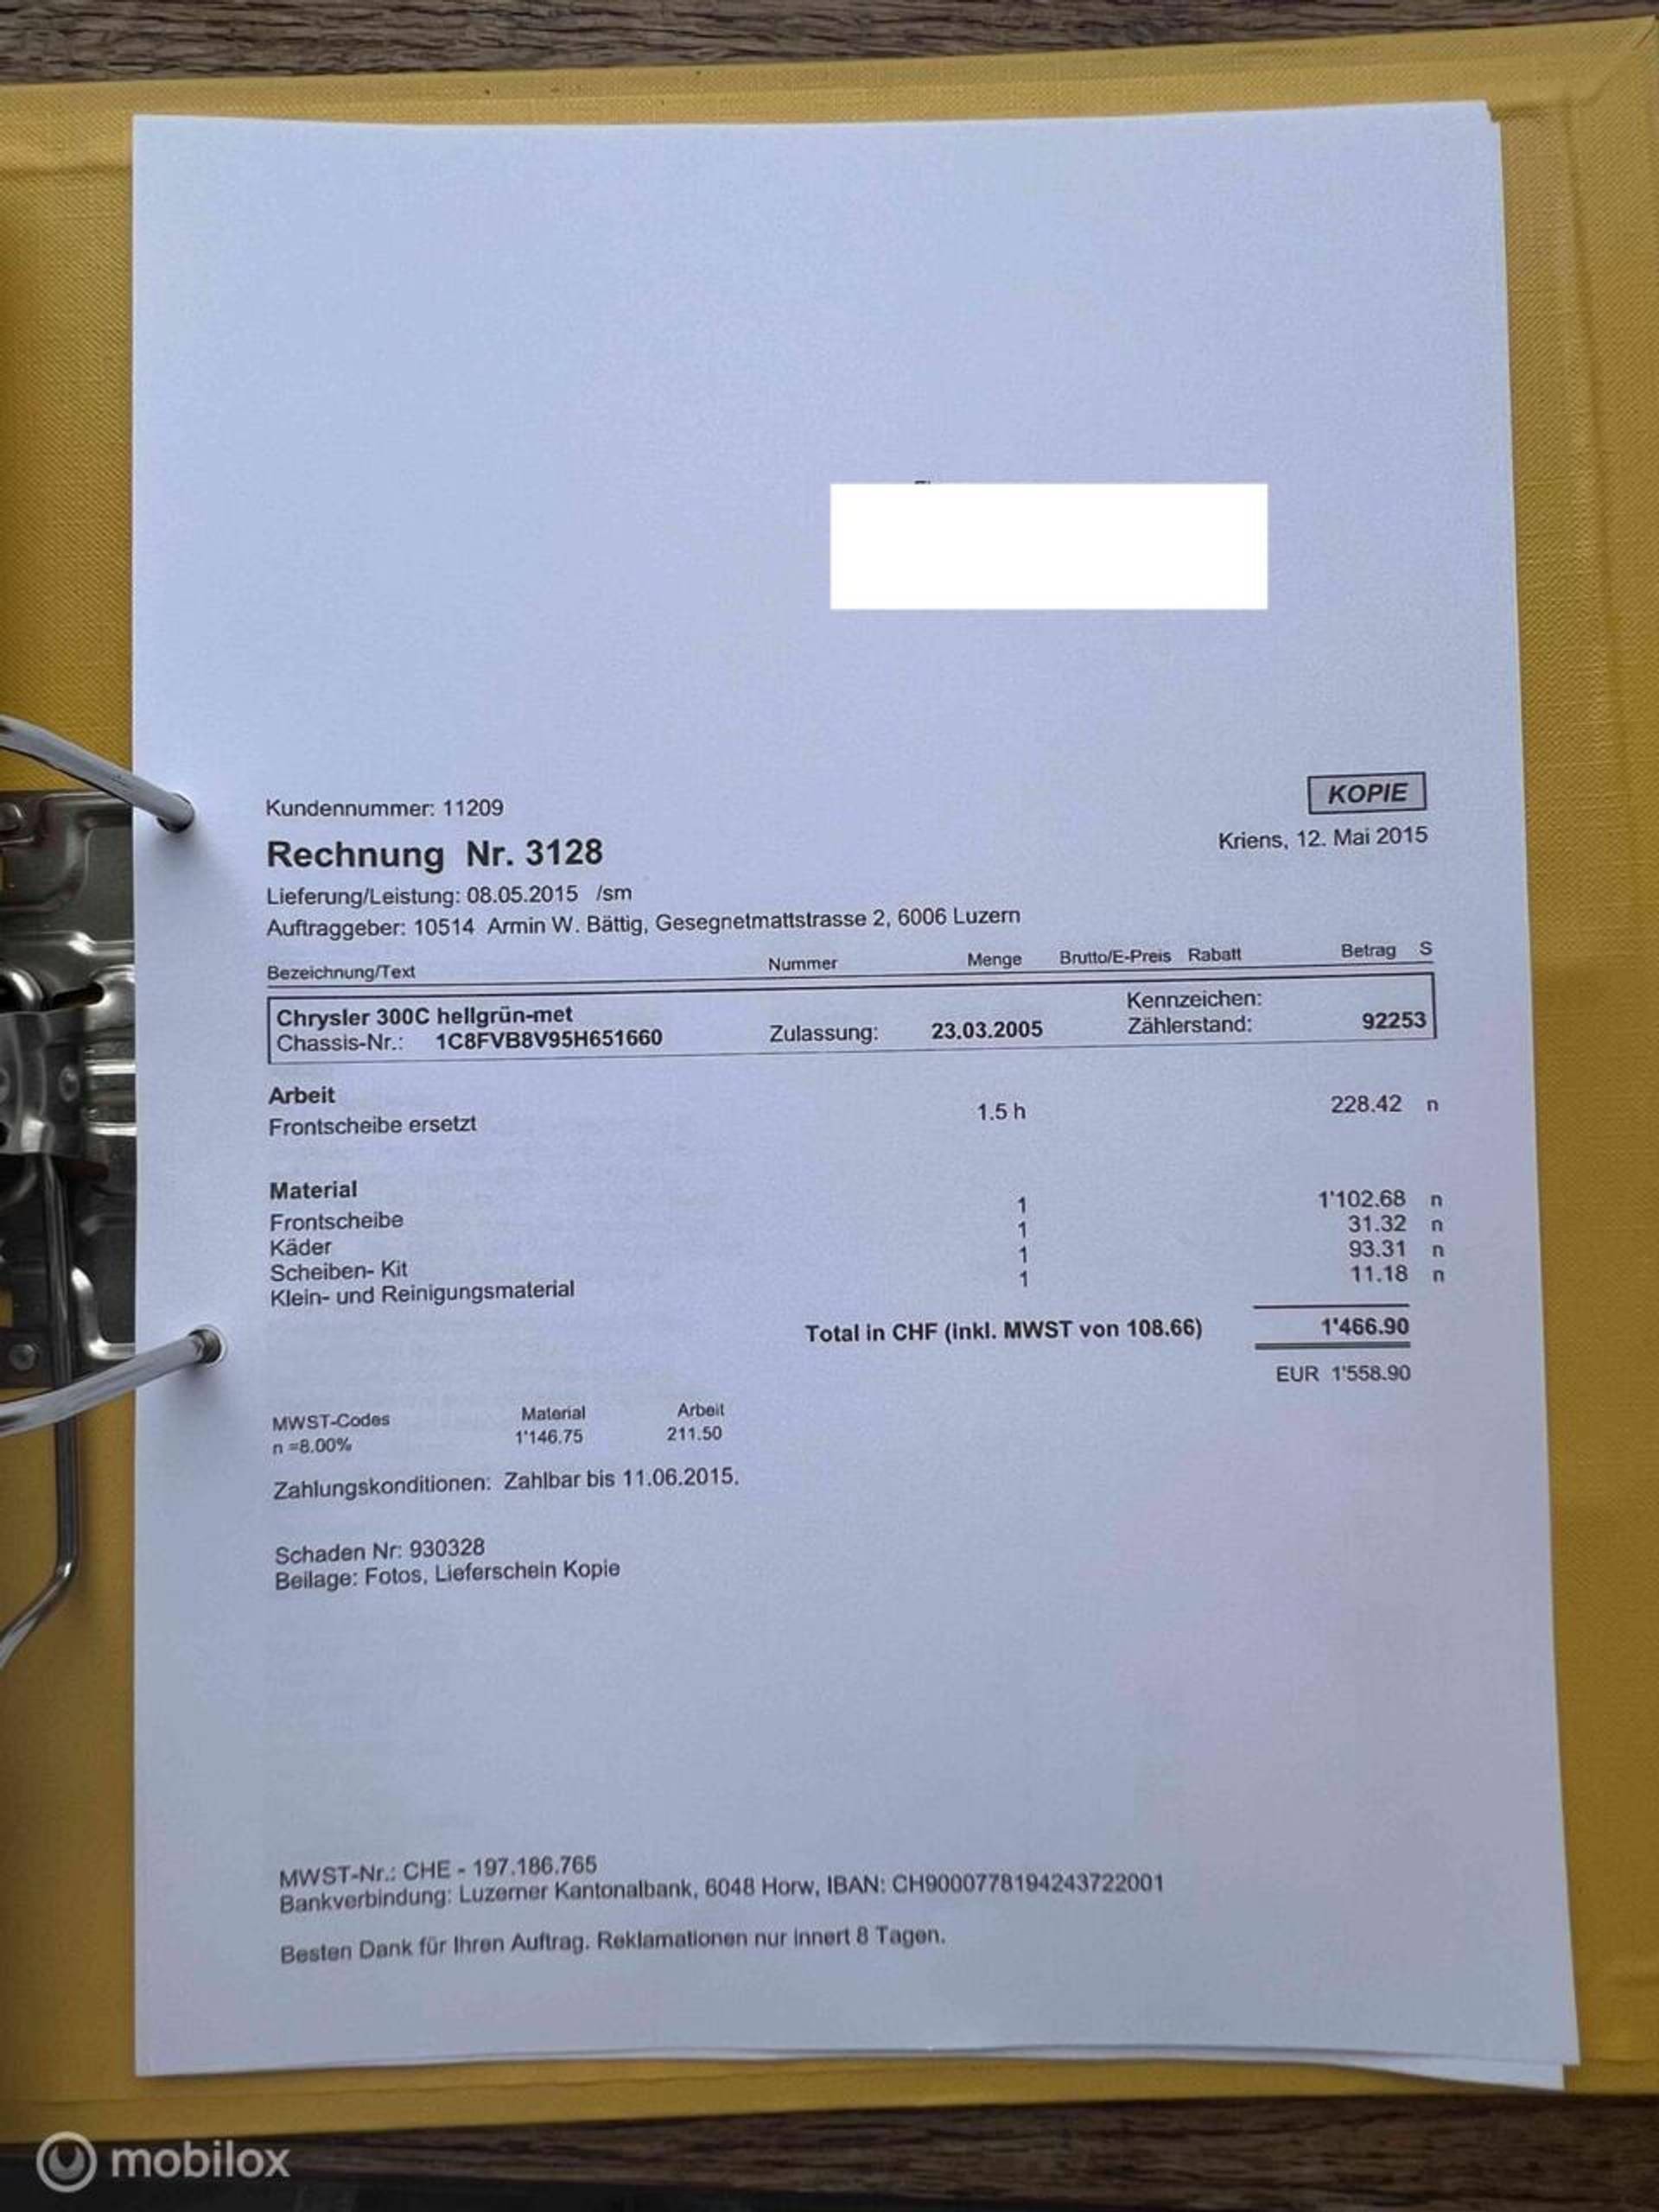 KOPIE
Kundennummer: 11209
Kriens, 12. Mai 2015
Rechnung Nr. 3128
Lieferung/Leistung: 08.05.2015 /sm
Auftraggeber: 10514 Armin W. Bättig, Gesegnetmattstrasse 2, 6006 Luzern
Bezeichnung/Text Nummer Menge Brutto/E-Preis Rabatt Betrag S
Chrysler 300C hellgrün-met Kennzeichen:
Chassis-Nr.: 1C8FVB8V95H651660 Zulassung: 23.03.2005 Zählerstand: 92253
Arbeit
Frontscheibe ersetzt 1.5 h 228.42 n
Material
Frontscheibe 1 1'102.68 n
Käder 1 31.32 n
Scheiben- Kit 1 93.31 n
Klein- und Reinigungsmaterial 1 11.18 n
Total in CHF (inkl. MWST von 108.66) 1'466.90
EUR 1'558.90
MWST-Codes Material Arbeit
n =8.00% 1'146.75 211.50
Zahlungskonditionen: Zahlbar bis 11.06.2015.
Schaden Nr: 930328
Beilage: Fotos, Lieferschein Kopie
MWST-Nr.: CHE - 197.186.765
Bankverbindung: Luzerner Kantonalbank, 6048 Horw, IBAN: CH9000778194243722001
Besten Dank für Ihren Auftrag. Reklamationen nur innert 8 Tagen.
mobilox